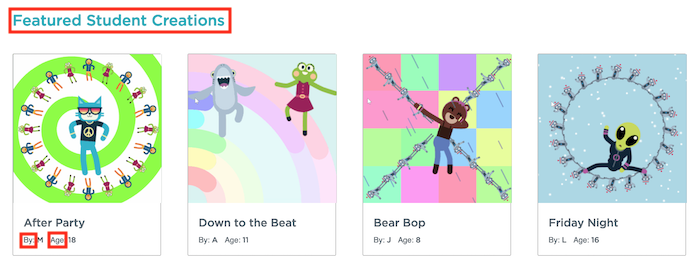 Featured Student Creations
After Party
By: M Age: 18
Down to the Beat
By: A Age: 11
Bear Bop
By: J Age: 8
Friday Night
By: L Age: 16